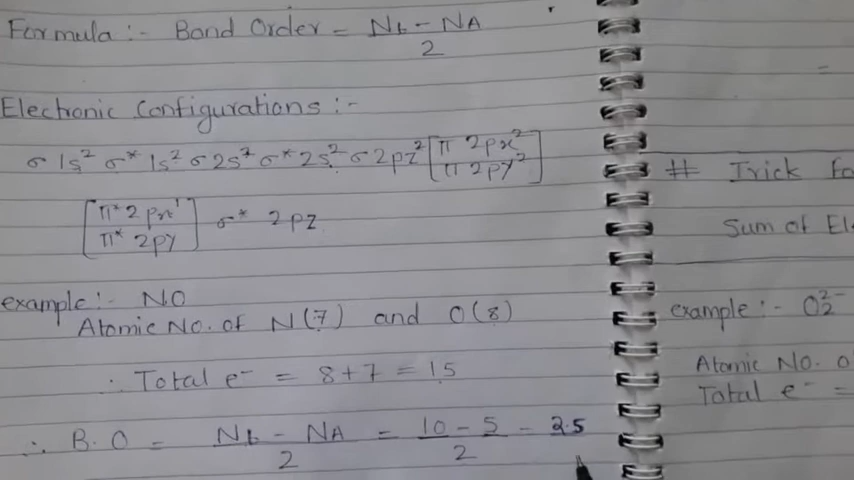 Formula :- Bond Order = Nb - NA / 2
Electronic Configurations :-
σ 1s² σ* 1s² σ 2s² σ* 2s² σ 2pz² [π 2px² / π 2py²]
[π* 2px¹ / π* 2py] σ* 2pz
example :- NO
Atomic No. of N(7) and O(8)
∴ Total e⁻ = 8+7 = 15
∴ B.O = Nb - NA / 2 = 10 - 5 / 2 - 2.5
# Trick Fo
Sum of El
example :- O₂²⁻
Atomic No. o
Total e⁻ =